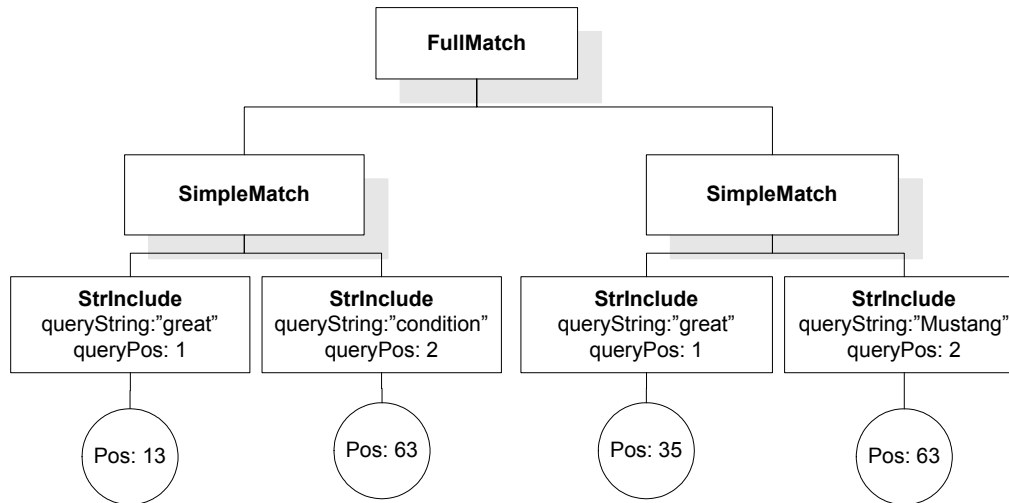 FullMatch
SimpleMatch
SimpleMatch
StrInclude
queryString:”great”
queryPos: 1
StrInclude
queryString:”condition”
queryPos: 2
StrInclude
queryString:”great”
queryPos: 1
StrInclude
queryString:”Mustang”
queryPos: 2
Pos: 13
Pos: 63
Pos: 35
Pos: 63